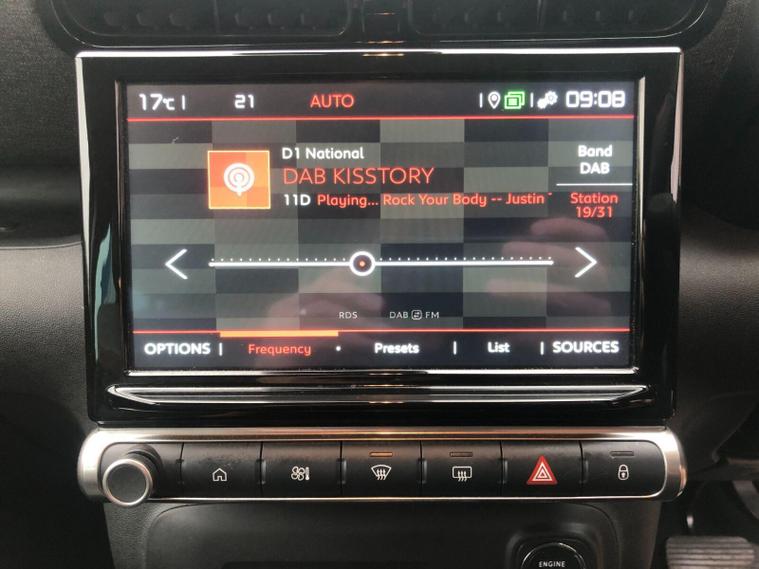 17℃ | 21 AUTO 09:08
D1 National
DAB KISSTORY
11D Playing... Rock Your Body -- Justin
Band
DAB
Station
19/31
RDS DAB FM
OPTIONS | Frequency • Presets | List | SOURCES
ENGINE